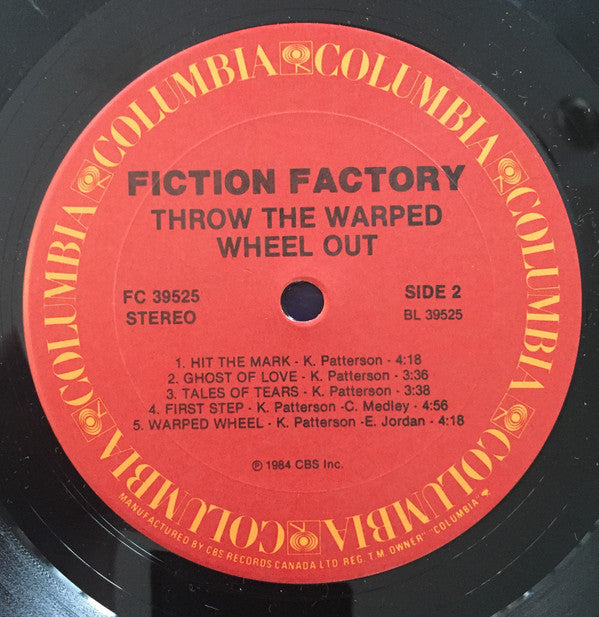 COLUMBIA COLUMBIA COLUMBIA COLUMBIA COLUMBIA COLUMBIA COLUMBIA
FICTION FACTORY
THROW THE WARPED
WHEEL OUT
FC 39525
STEREO
SIDE 2
BL 39525
1. HIT THE MARK - K. Patterson - 4:18
2. GHOST OF LOVE - K. Patterson - 3:36
3. TALES OF TEARS - K. Patterson - 3:38
4. FIRST STEP - K. Patterson -C. Medley - 4:56
5. WARPED WHEEL - K. Patterson -E. Jordan - 4:18
℗ 1984 CBS Inc.
MANUFACTURED BY CBS RECORDS CANADA LTD REG. T.M. OWNER "COLUMBIA"